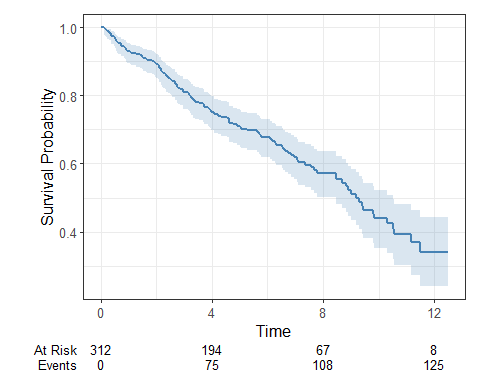 1.0
0.8
0.6
0.4
Survival Probability
0 4 8 12
Time
At Risk 312 194 67 8
Events 0 75 108 125